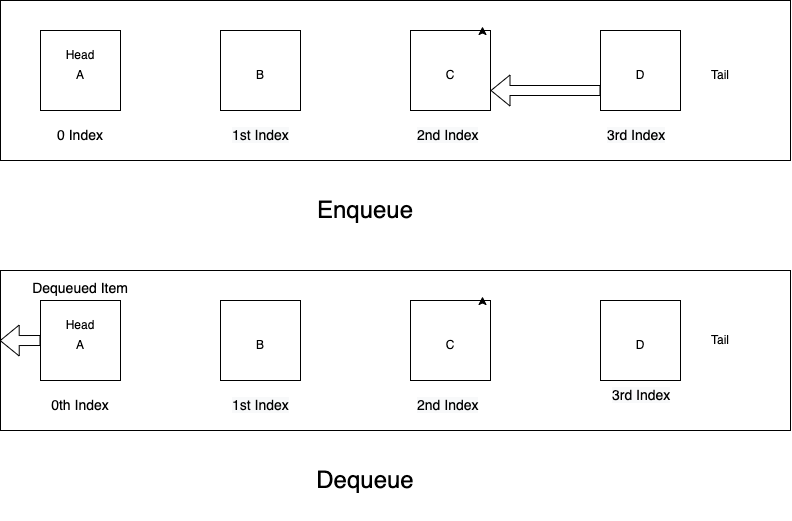 Head
A
B
C
D
Tail
0 Index
1st Index
2nd Index
3rd Index
Enqueue
Dequeued Item
Head
A
B
C
D
Tail
0th Index
1st Index
2nd Index
3rd Index
Dequeue